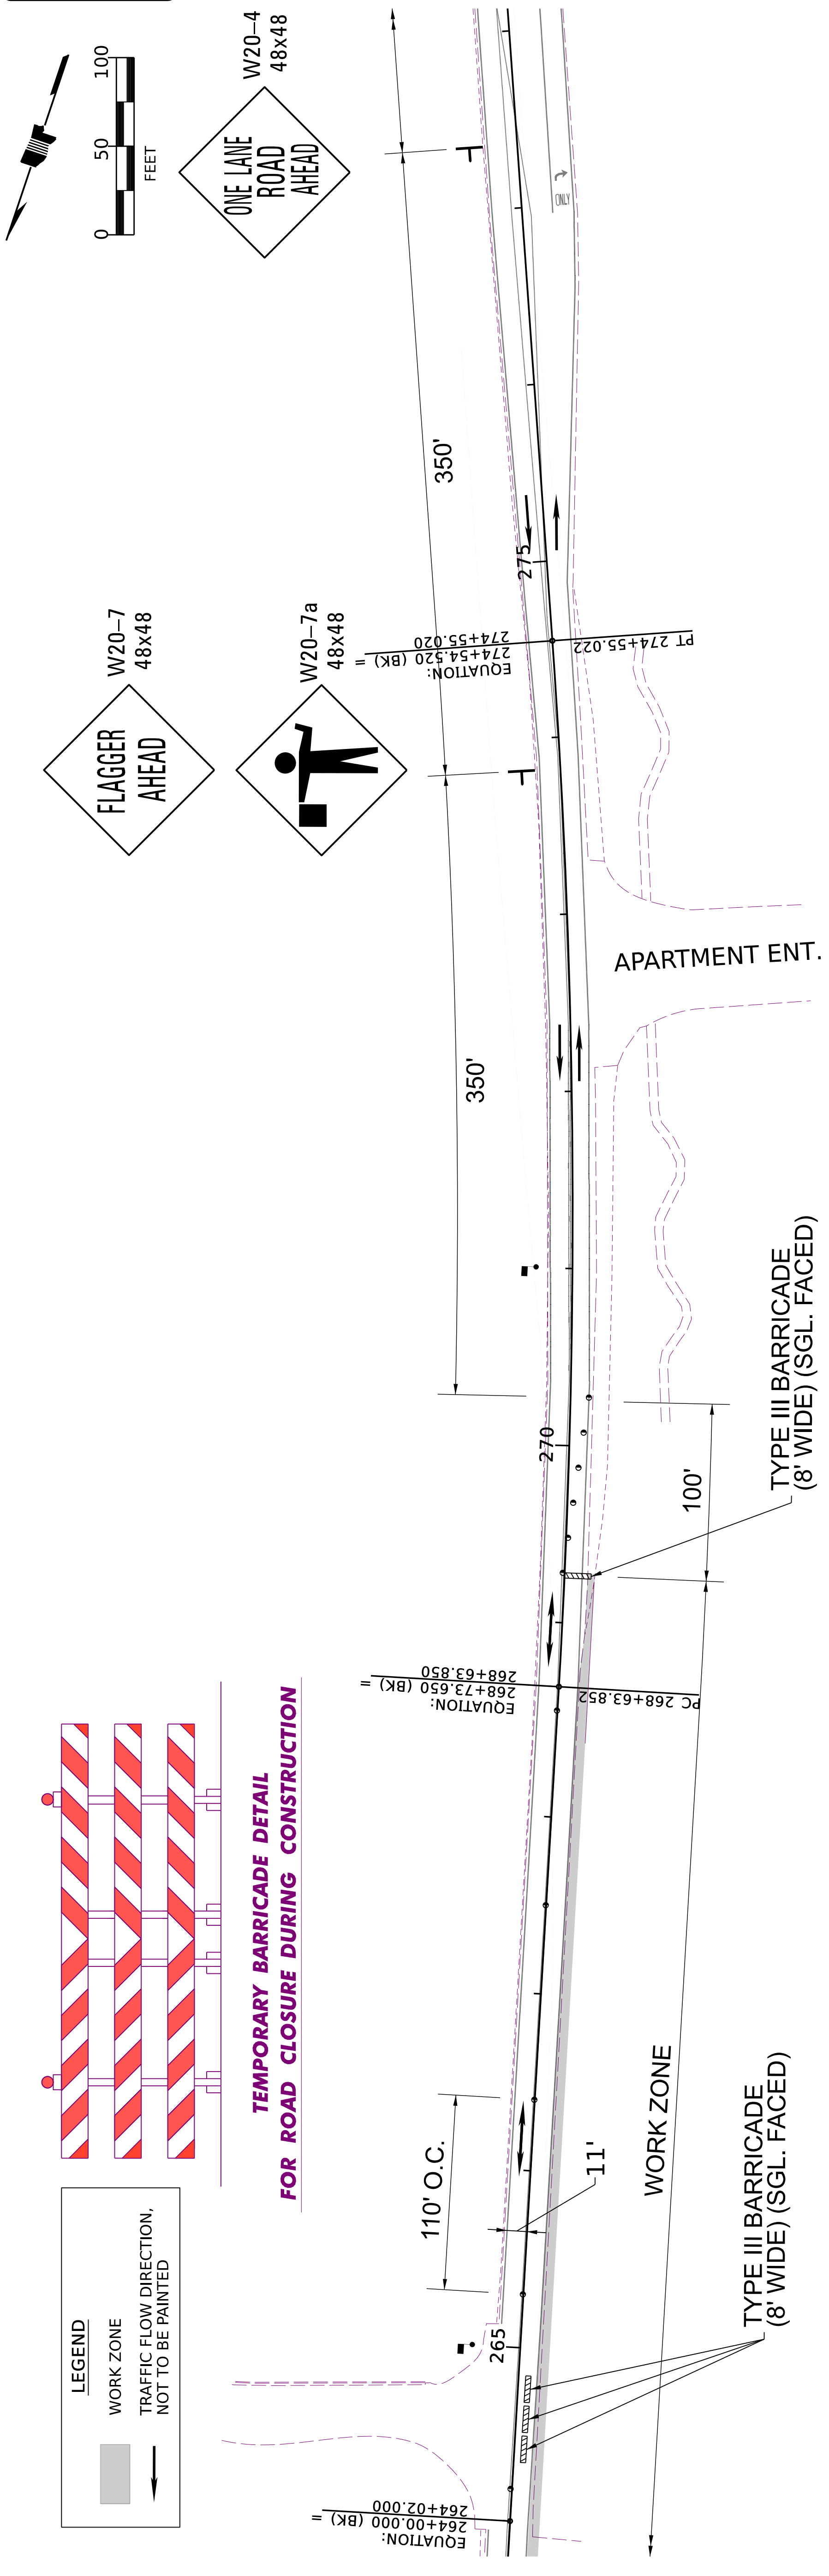 0
50
100
FEET
W20-4
48x48
ONE LANE
ROAD
AHEAD
ONLY
350'
W20-7
48x48
FLAGGER
AHEAD
W20-7a
48x48
275
EQUATION:
274+54.520 (BK) =
274+55.020
PT 274+55.022
APARTMENT ENT.
350'
TYPE III BARRICADE
(8' WIDE) (SGL. FACED)
270
100'
EQUATION:
268+73.650 (BK) =
268+63.850
PC 268+63.852
TEMPORARY BARRICADE DETAIL
FOR ROAD CLOSURE DURING CONSTRUCTION
110' O.C.
11'
WORK ZONE
TYPE III BARRICADE
(8' WIDE) (SGL. FACED)
265
LEGEND
WORK ZONE
TRAFFIC FLOW DIRECTION,
NOT TO BE PAINTED
EQUATION:
264+00.000 (BK) =
264+02.000